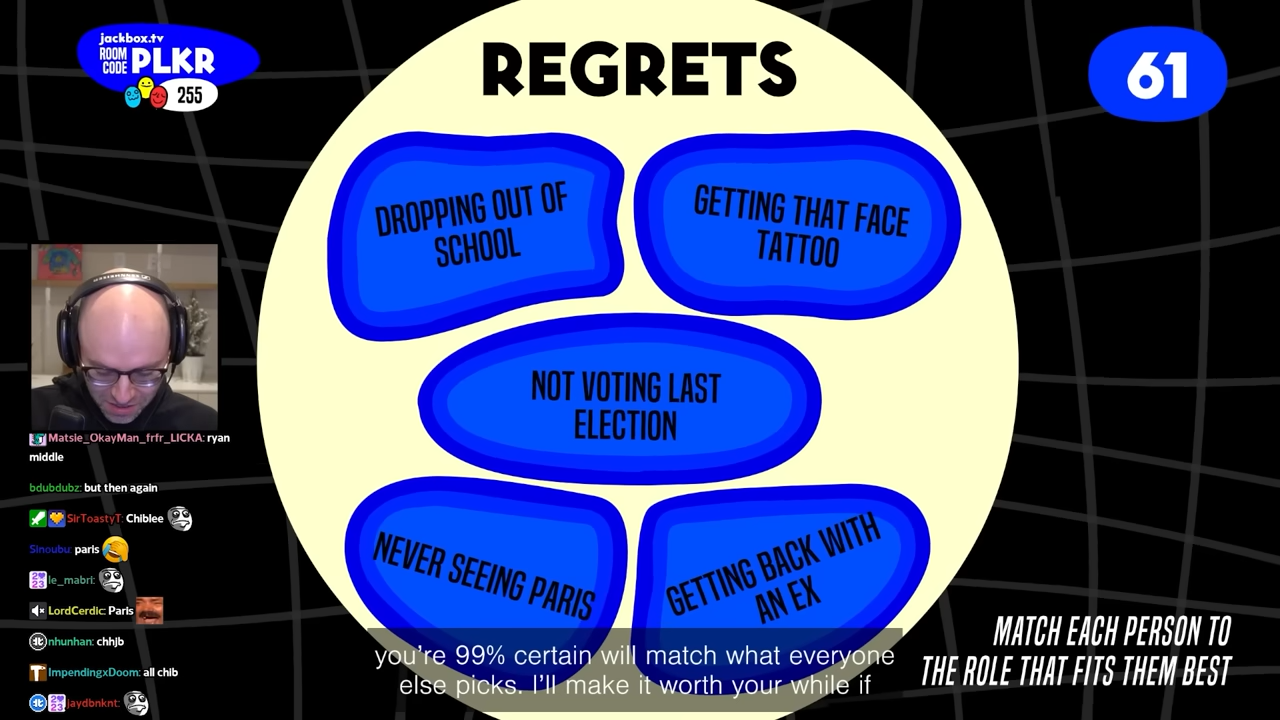 jackbox.tv
ROOM
CODE
PLKR
255
REGRETS
61
DROPPING OUT OF
SCHOOL
GETTING THAT FACE
TATTOO
NOT VOTING LAST
ELECTION
NEVER SEEING PARIS
GETTING BACK WITH
AN EX
Matsie_OkayMan_frfr_LICKA: ryan
middle
bdubdubz: but then again
SirToastyT: Chiblee
Sinoubu: paris
le_mabri:
LordCerdic: Paris
nhunhan: chhjb
ImpendingxDoom: all chib
jaydbnknt:
you're 99% certain will match what everyone
else picks. I'll make it worth your while if
MATCH EACH PERSON TO
THE ROLE THAT FITS THEM BEST